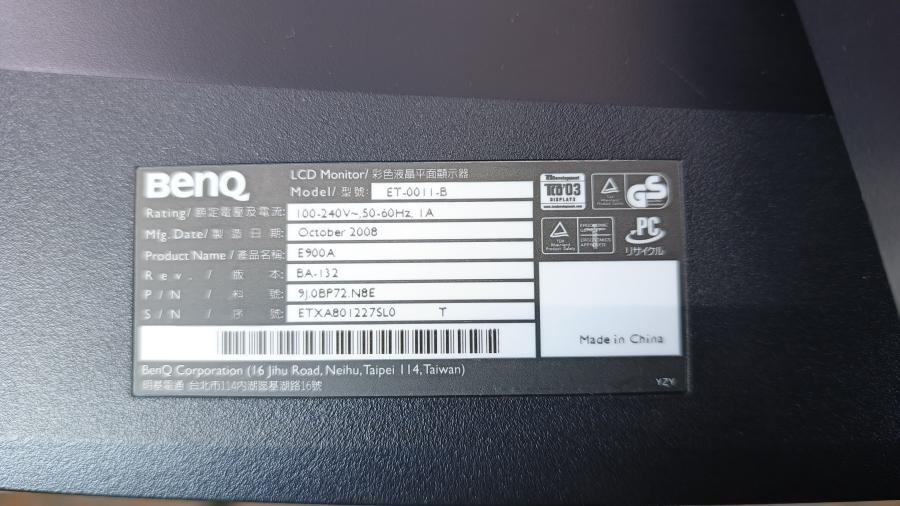 BenQ
LCD Monitor/ 彩色液晶平面顯示器
Model/ 型號: ET-0011-B
Rating/ 額定電壓及電流: 100-240V~,50-60Hz, 1A
Mfg. Date/ 製造日期: October 2008
Product Name / 產品名稱: E900A
Rev. / 版本: BA-132
P/N / 料號: 9J.0BP72.N8E
S/N / 序號: ETXA801227SL0 T
BenQ Corporation (16 Jihu Road, Neihu, Taipei 114, Taiwan)
明基電通 台北市114內湖區基湖路16號
TCO'03
DISPLAYS
GS
PC
リサイクル
Made in China
YZY